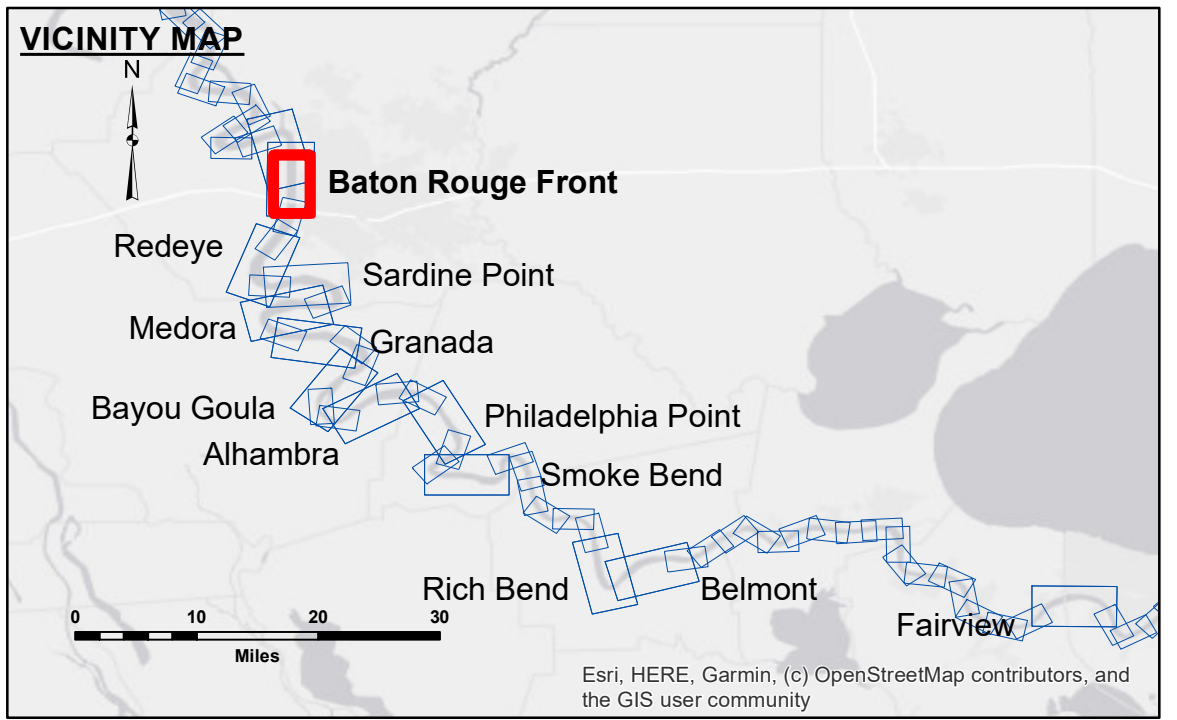 VICINITY MAP
N
Baton Rouge Front
Redeye
Sardine Point
Medora
Granada
Bayou Goula
Philadelphia Point
Alhambra
Smoke Bend
Rich Bend
Belmont
Fairview
0 10 20 30
Miles
Esri, HERE, Garmin, (c) OpenStreetMap contributors, and
the GIS user community